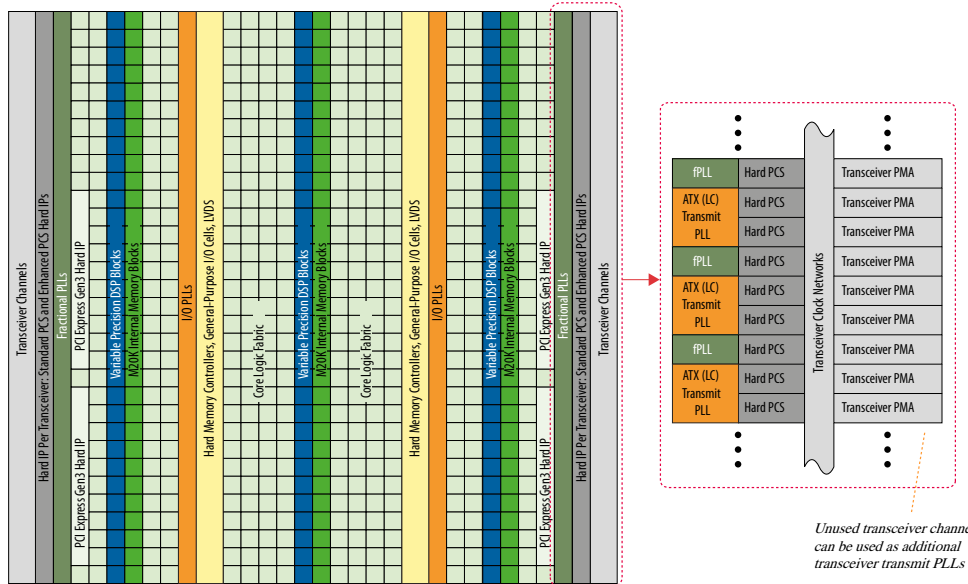 Transceiver Channels
Hard IP Per Transceiver: Standard PCS and Enhanced PCS Hard IPs
Fractional PLLs
PCI Express Gen3 Hard IP
PCI Express Gen3 Hard IP
Variable Precision DSP Blocks
M20K Internal Memory Blocks
I/O PLLs
Hard Memory Controllers, General-Purpose I/O Cells, LVDS
Core Logic Fabric
Variable Precision DSP Blocks
M20K Internal Memory Blocks
Core Logic Fabric
Hard Memory Controllers, General-Purpose I/O Cells, LVDS
I/O PLLs
Variable Precision DSP Blocks
M20K Internal Memory Blocks
PCI Express Gen3 Hard IP
PCI Express Gen3 Hard IP
Fractional PLLs
Hard IP Per Transceiver: Standard PCS and Enhanced PCS Hard IPs
Transceiver Channels
fPLL
ATX (LC)
Transmit
PLL
fPLL
ATX (LC)
Transmit
PLL
fPLL
ATX (LC)
Transmit
PLL
Hard PCS
Hard PCS
Hard PCS
Hard PCS
Hard PCS
Hard PCS
Hard PCS
Hard PCS
Hard PCS
Transceiver Clock Networks
Transceiver PMA
Transceiver PMA
Transceiver PMA
Transceiver PMA
Transceiver PMA
Transceiver PMA
Transceiver PMA
Transceiver PMA
Transceiver PMA
Unused transceiver channe
can be used as additional
transceiver transmit PLLs